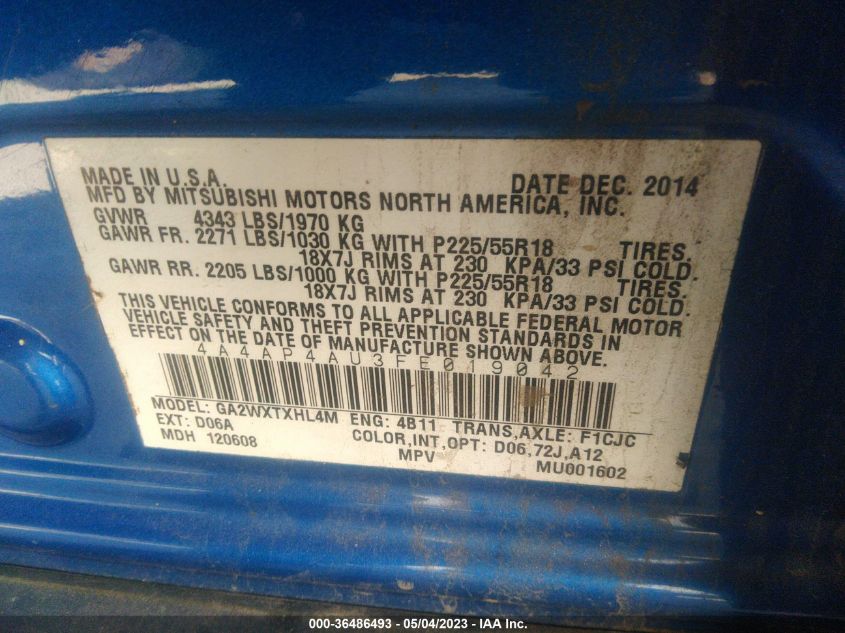 MADE IN U.S.A. DATE DEC. 2014
MFD BY MITSUBISHI MOTORS NORTH AMERICA, INC.
GVWR 4343 LBS/1970 KG
GAWR FR. 2271 LBS/1030 KG WITH P225/55R18 TIRES.
18X7J RIMS AT 230 KPA/33 PSI COLD.
GAWR RR. 2205 LBS/1000 KG WITH P225/55R18 TIRES.
18X7J RIMS AT 230 KPA/33 PSI COLD.
THIS VEHICLE CONFORMS TO ALL APPLICABLE FEDERAL MOTOR
VEHICLE SAFETY AND THEFT PREVENTION STANDARDS IN
EFFECT ON THE DATE OF MANUFACTURE SHOWN ABOVE.
4A4AP4AU3FE019042
MODEL: GA2WXTXHL4M ENG: 4B11 TRANS,AXLE: F1CJC
EXT: D06A COLOR,INT,OPT: D06,72J,A12
MDH 120608 MPV MU001602
000-36486493 - 05/04/2023 - IAA Inc.